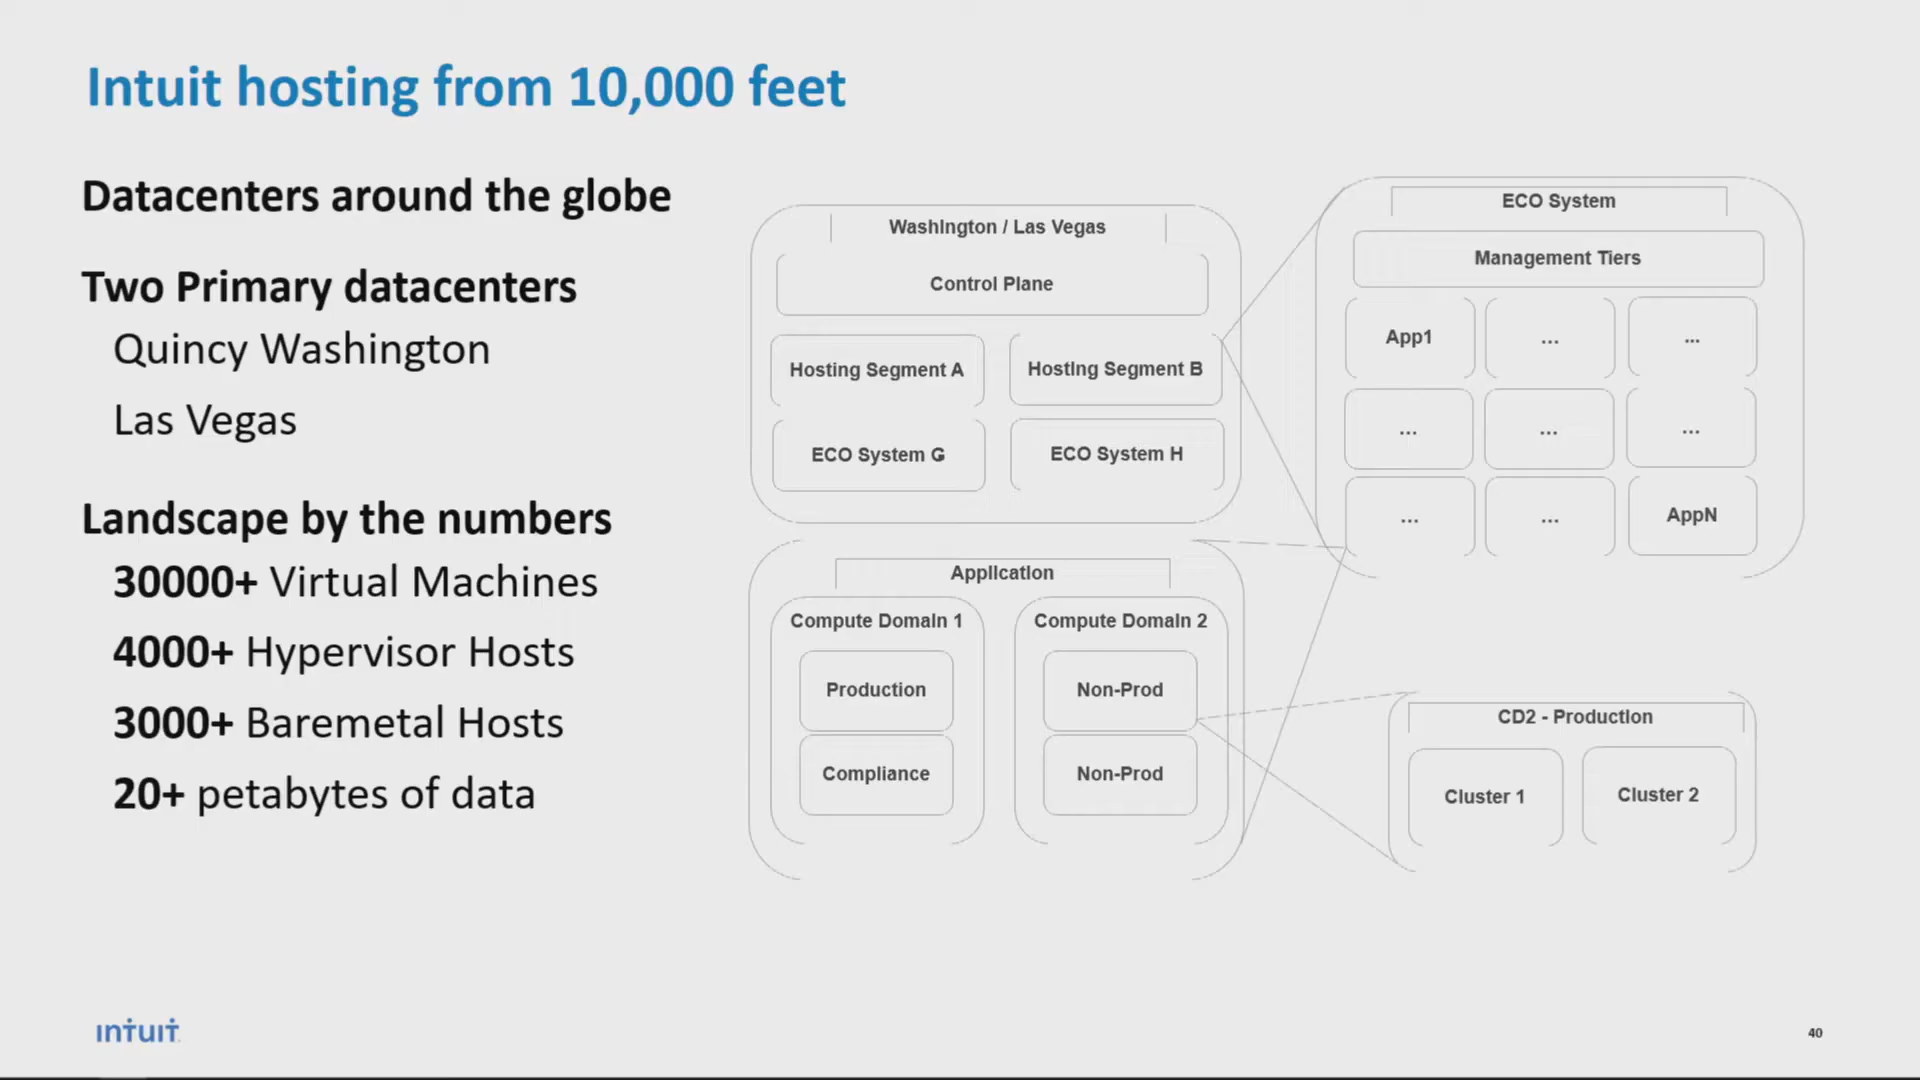 Intuit hosting from 10,000 feet
Datacenters around the globe
Two Primary datacenters
Quincy Washington
Las Vegas
Landscape by the numbers
30000+ Virtual Machines
4000+ Hypervisor Hosts
3000+ Baremetal Hosts
20+ petabytes of data
Washington / Las Vegas
Control Plane
Hosting Segment A
Hosting Segment B
ECO System G
ECO System H
ECO System
Management Tiers
App1
...
...
...
...
...
...
...
AppN
Application
Compute Domain 1
Production
Compliance
Compute Domain 2
Non-Prod
Non-Prod
CD2 - Production
Cluster 1
Cluster 2
INTUIT
40